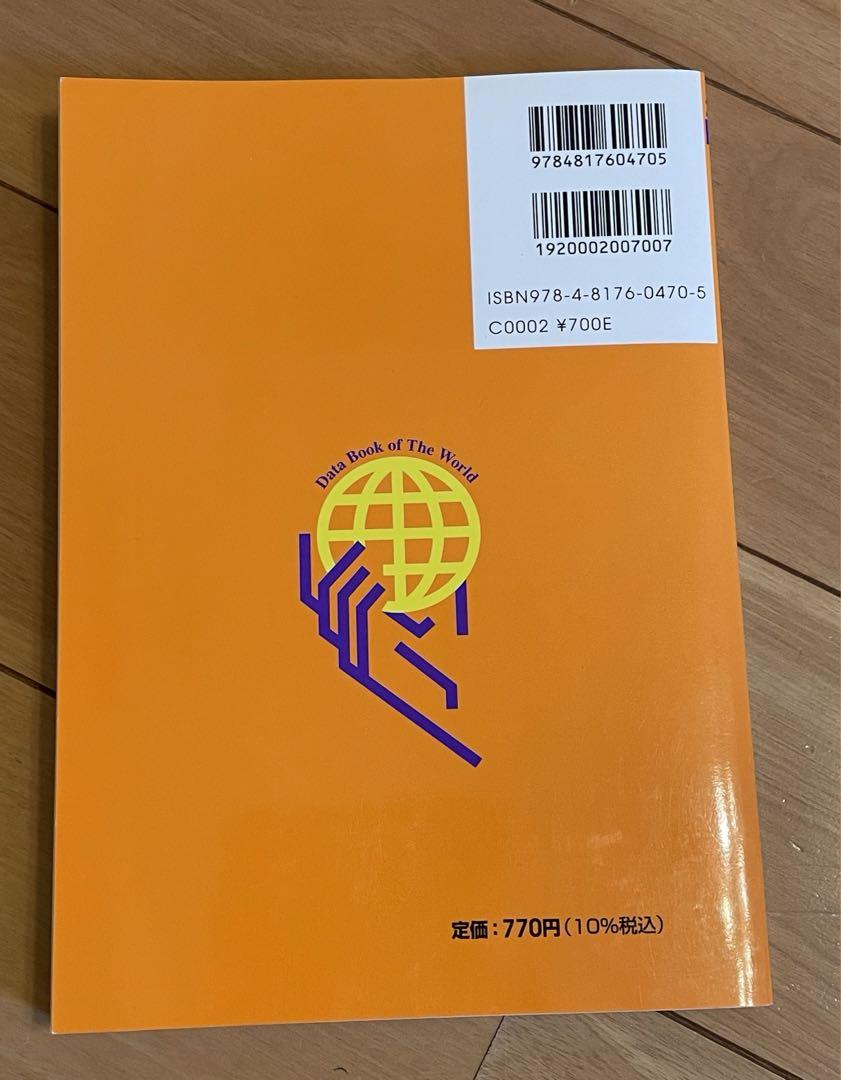 9784817604705
1920002007007
ISBN978-4-8176-0470-5
C0002 ¥700E
Data Book of The World
定価：770円（10%税込）